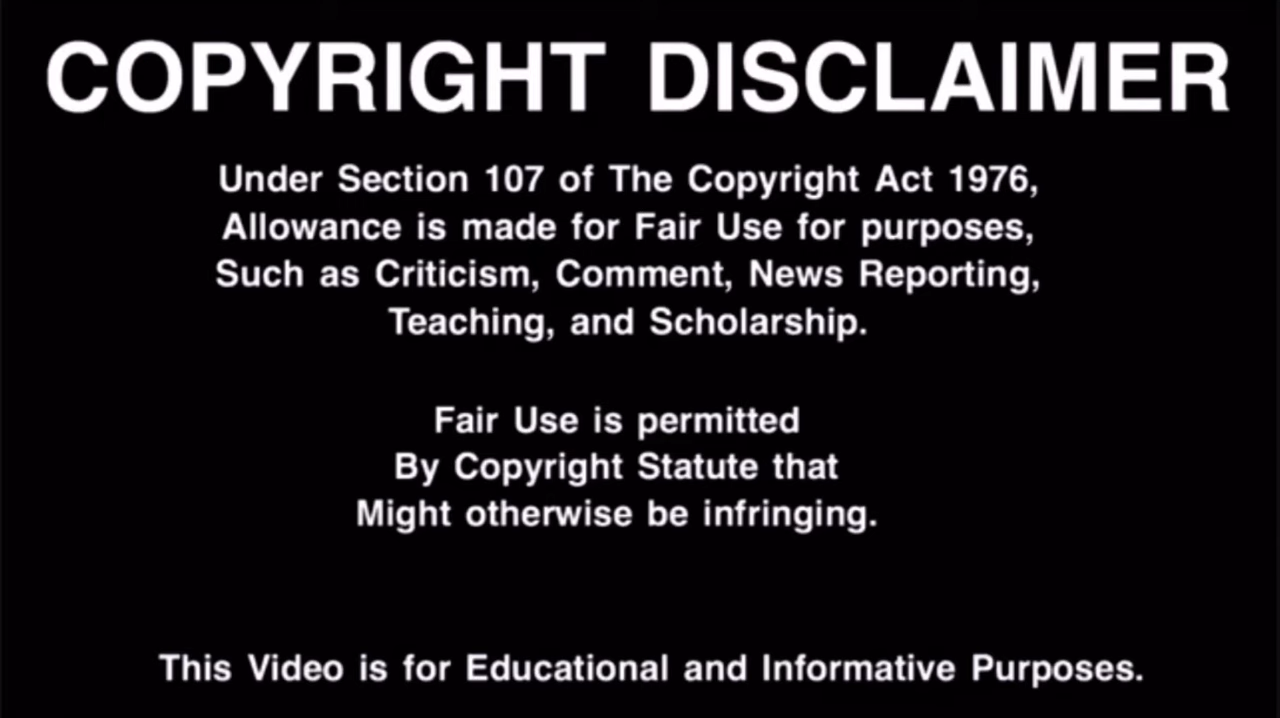 COPYRIGHT DISCLAIMER
Under Section 107 of The Copyright Act 1976,
Allowance is made for Fair Use for purposes,
Such as Criticism, Comment, News Reporting,
Teaching, and Scholarship.
Fair Use is permitted
By Copyright Statute that
Might otherwise be infringing.
This Video is for Educational and Informative Purposes.